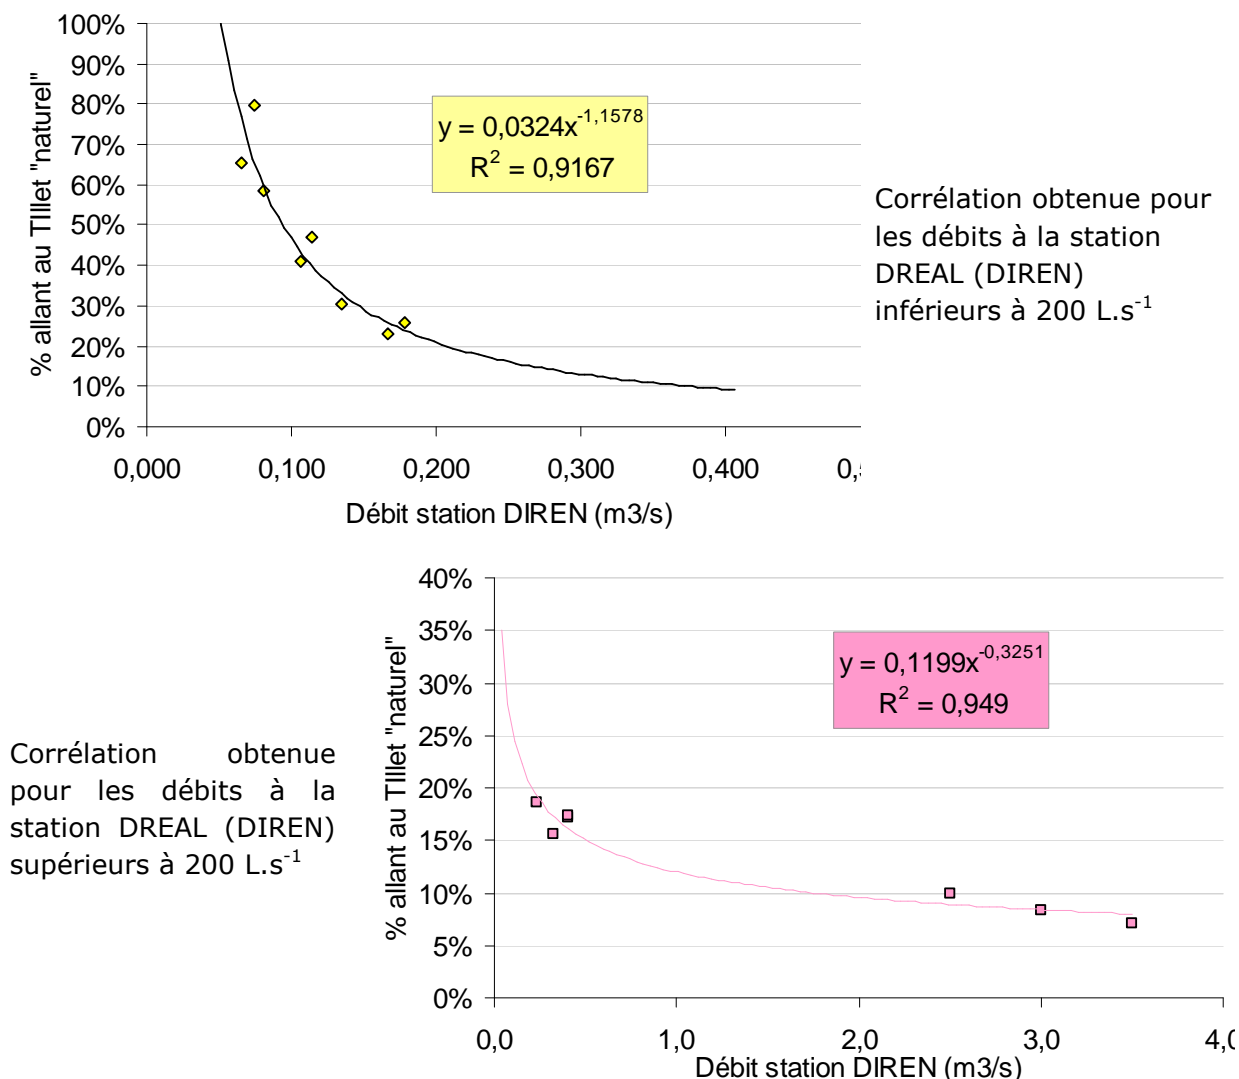 100%
90%
80%
70%
60%
50%
40%
30%
20%
10%
0%
% allant au TIllet "naturel"
y = 0,0324x^-1,1578
R² = 0,9167
0,000 0,100 0,200 0,300 0,400
Débit station DIREN (m3/s)
Corrélation obtenue pour
les débits à la station
DREAL (DIREN)
inférieurs à 200 L.s⁻¹
Corrélation obtenue
pour les débits à la
station DREAL (DIREN)
supérieurs à 200 L.s⁻¹
40%
35%
30%
25%
20%
15%
10%
5%
0%
% allant au TIllet "naturel"
y = 0,1199x^-0,3251
R² = 0,949
0,0 1,0 2,0 3,0 4,0
Débit station DIREN (m3/s)